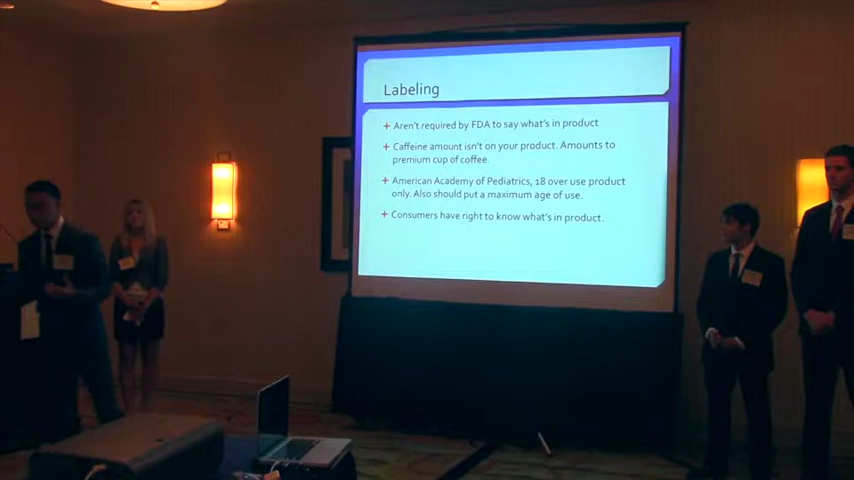 Labeling
+ Aren't required by FDA to say what's in product
+ Caffeine amount isn't on your product. Amounts to
premium cup of coffee.
+ American Academy of Pediatrics, 18 over use product
only. Also should put a maximum age of use.
+ Consumers have right to know what's in product.